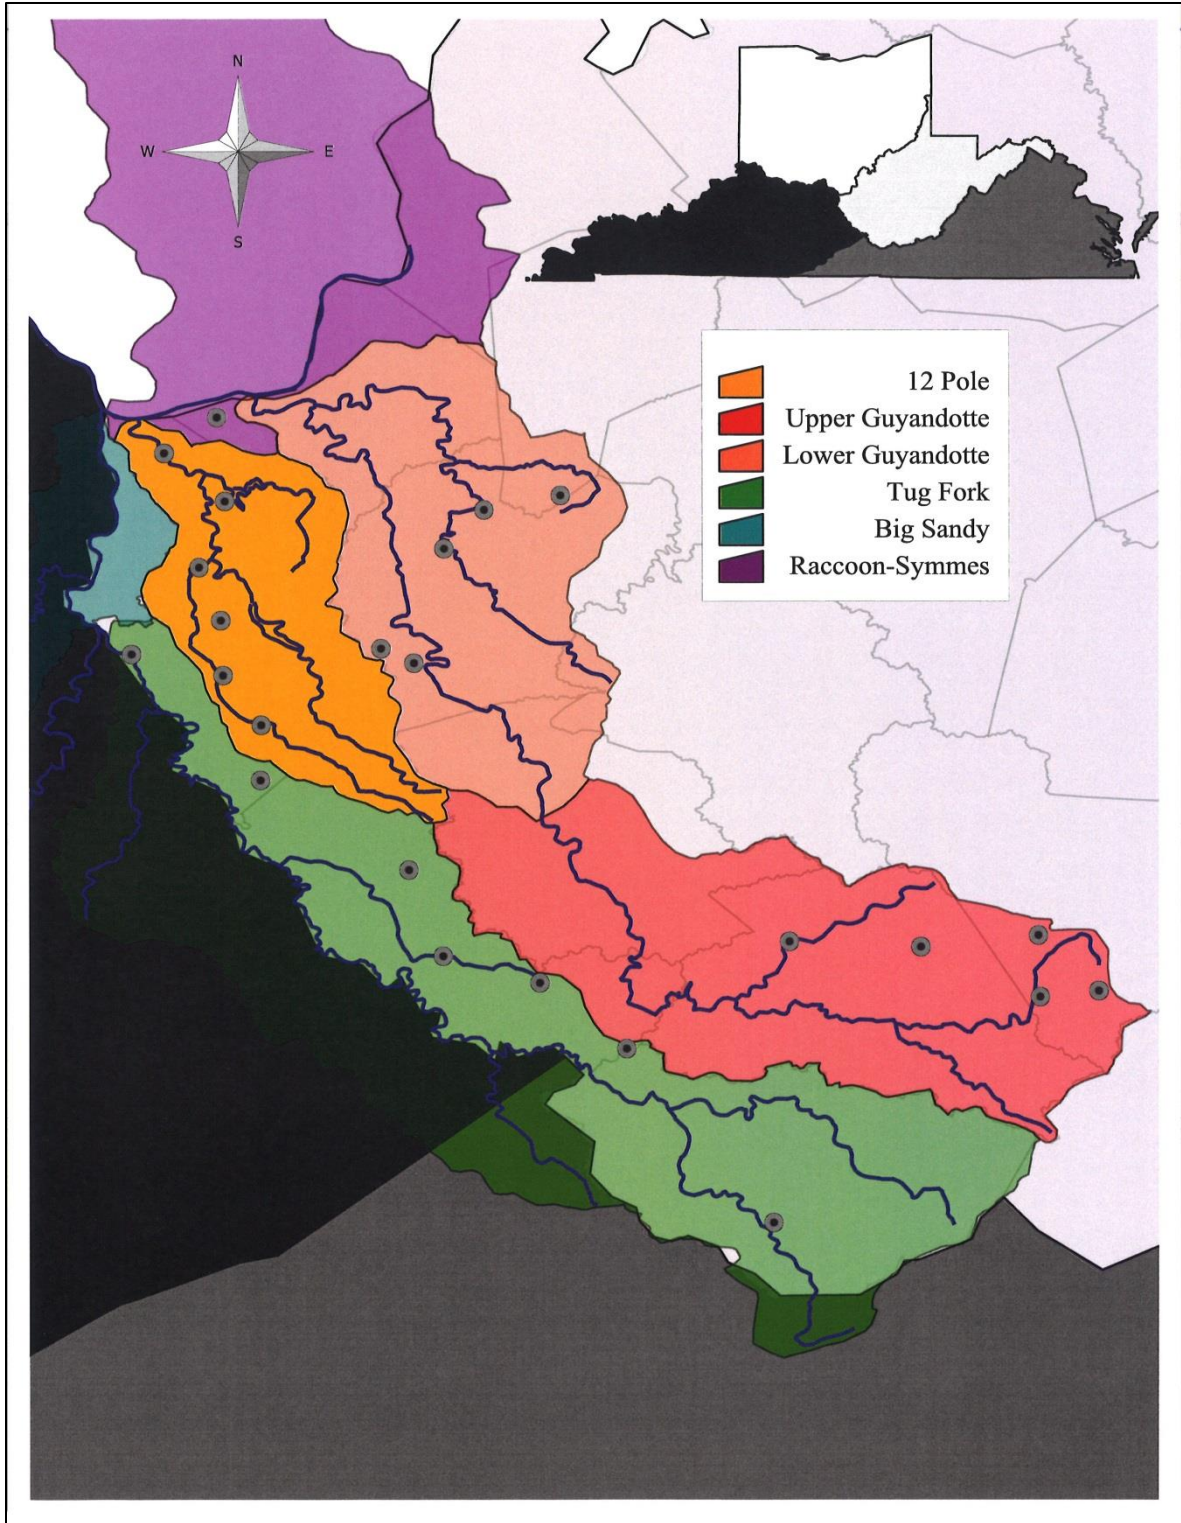 N
W E
S
12 Pole
Upper Guyandotte
Lower Guyandotte
Tug Fork
Big Sandy
Raccoon-Symmes